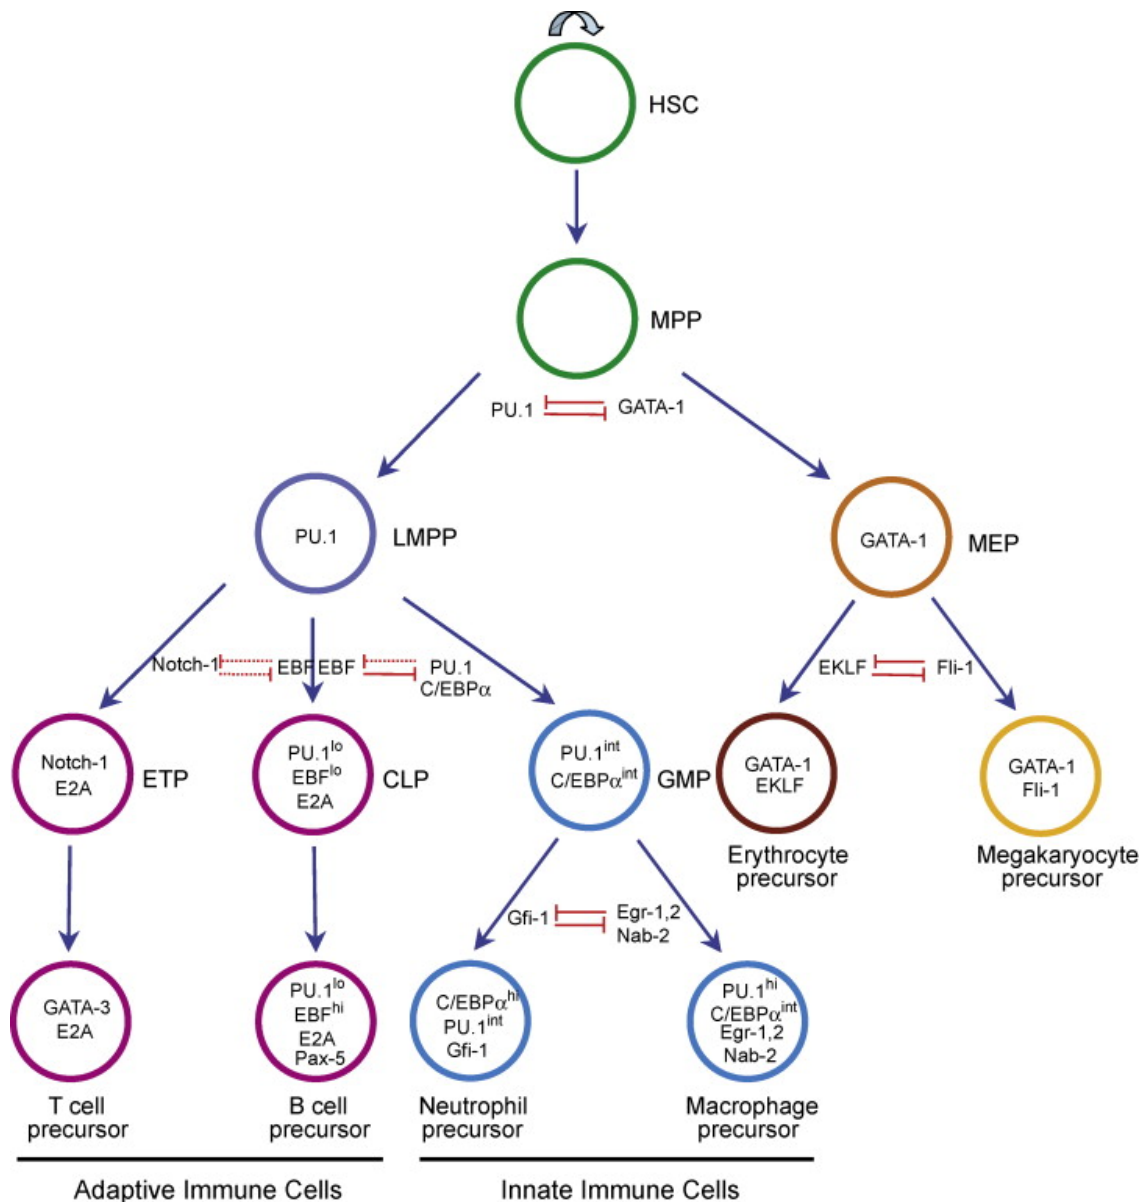 HSC
MPP
PU.1 GATA-1
PU.1 LMPP
GATA-1 MEP
Notch-1 EBF EBF PU.1
C/EBPα
EKLF Fli-1
Notch-1
E2A
ETP
PU.1lo
EBFlo
E2A
CLP
PU.1int
C/EBPαint
GMP
GATA-1
EKLF
Erythrocyte
precursor
GATA-1
Fli-1
Megakaryocyte
precursor
Gfi-1 Egr-1,2
Nab-2
GATA-3
E2A
T cell
precursor
PU.1lo
EBFhi
E2A
Pax-5
B cell
precursor
C/EBPαhi
PU.1int
Gfi-1
Neutrophil
precursor
PU.1hi
C/EBPαint
Egr-1,2
Nab-2
Macrophage
precursor
Adaptive Immune Cells
Innate Immune Cells